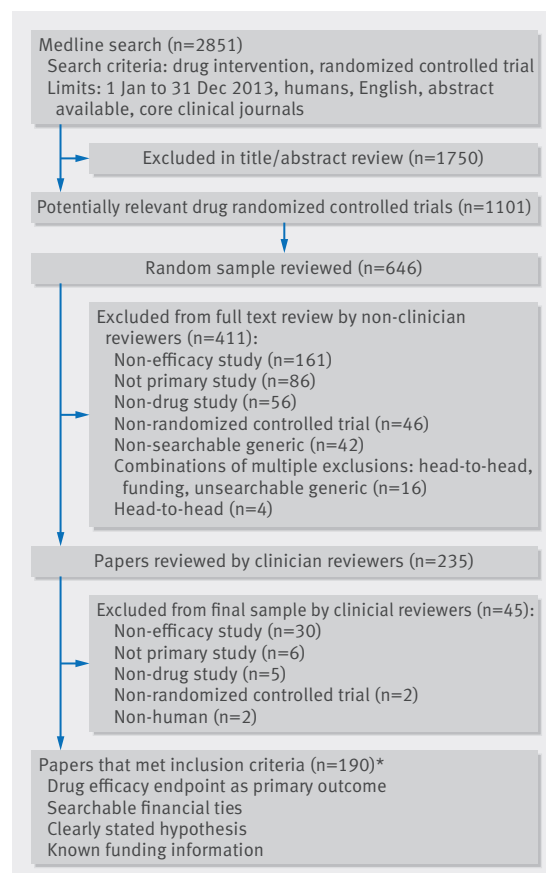 Medline search (n=2851)
Search criteria: drug intervention, randomized controlled trial
Limits: 1 Jan to 31 Dec 2013, humans, English, abstract
available, core clinical journals
Excluded in title/abstract review (n=1750)
Potentially relevant drug randomized controlled trials (n=1101)
Random sample reviewed (n=646)
Excluded from full text review by non-clinician
reviewers (n=411):
Non-efficacy study (n=161)
Not primary study (n=86)
Non-drug study (n=56)
Non-randomized controlled trial (n=46)
Non-searchable generic (n=42)
Combinations of multiple exclusions: head-to-head,
funding, unsearchable generic (n=16)
Head-to-head (n=4)
Papers reviewed by clinician reviewers (n=235)
Excluded from final sample by clinicial reviewers (n=45):
Non-efficacy study (n=30)
Not primary study (n=6)
Non-drug study (n=5)
Non-randomized controlled trial (n=2)
Non-human (n=2)
Papers that met inclusion criteria (n=190)*
Drug efficacy endpoint as primary outcome
Searchable financial ties
Clearly stated hypothesis
Known funding information